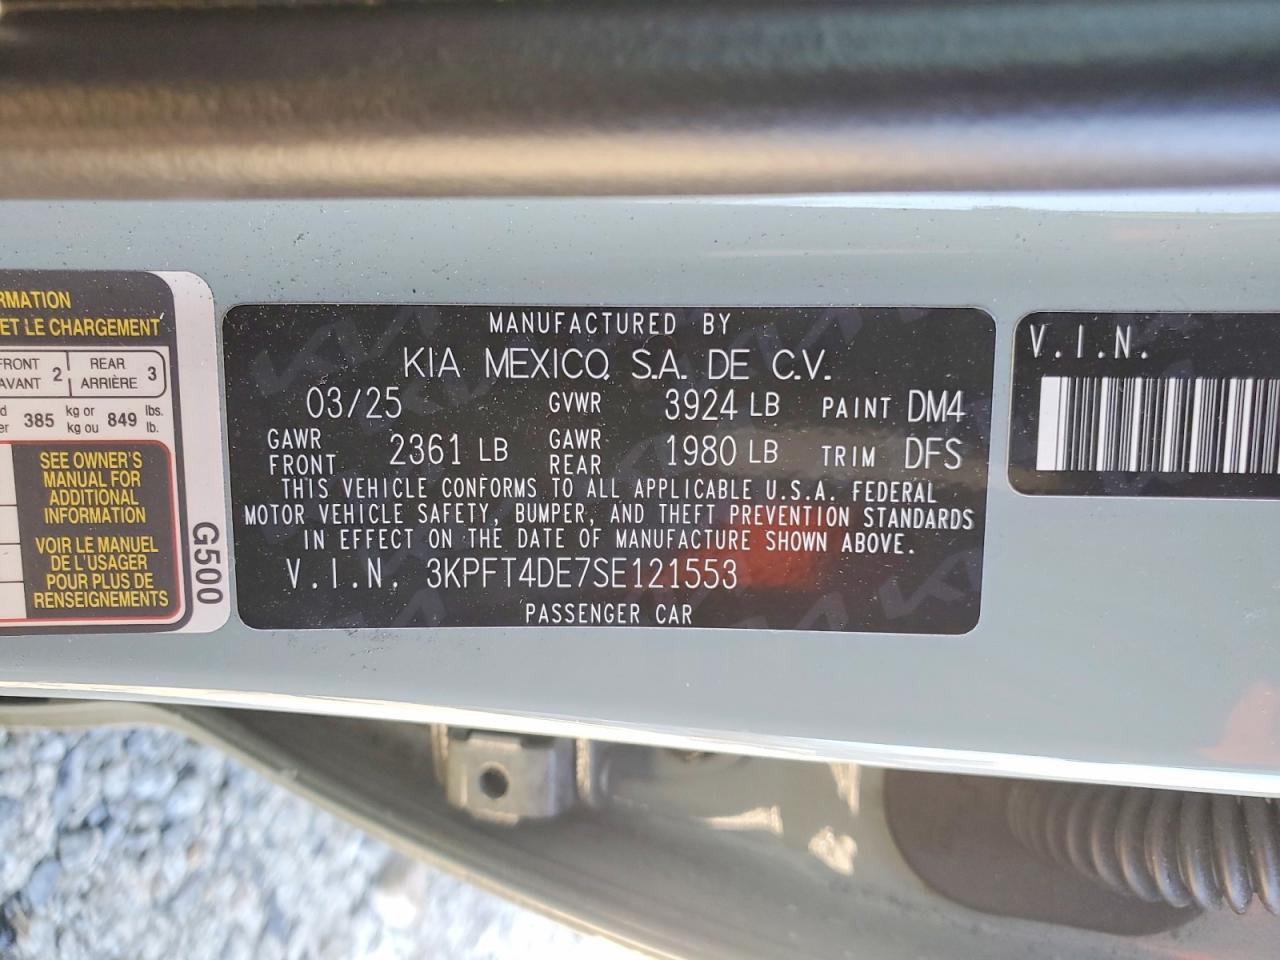 RMATION
ET LE CHARGEMENT
FRONT 2 REAR 3
AVANT ARRIÈRE
385 kg or 849 lbs.
kg ou lb.
SEE OWNER'S
MANUAL FOR
ADDITIONAL
INFORMATION
VOIR LE MANUEL
DE L'USAGER
POUR PLUS DE
RENSEIGNEMENTS
G500
MANUFACTURED BY
KIA MEXICO, S.A. DE C.V.
03/25 GVWR 3924 LB PAINT DM4
GAWR FRONT 2361 LB GAWR REAR 1980 LB TRIM DFS
THIS VEHICLE CONFORMS TO ALL APPLICABLE U.S.A. FEDERAL
MOTOR VEHICLE SAFETY, BUMPER, AND THEFT PREVENTION STANDARDS
IN EFFECT ON THE DATE OF MANUFACTURE SHOWN ABOVE.
V.I.N. 3KPFT4DE7SE121553
PASSENGER CAR
V.I.N.